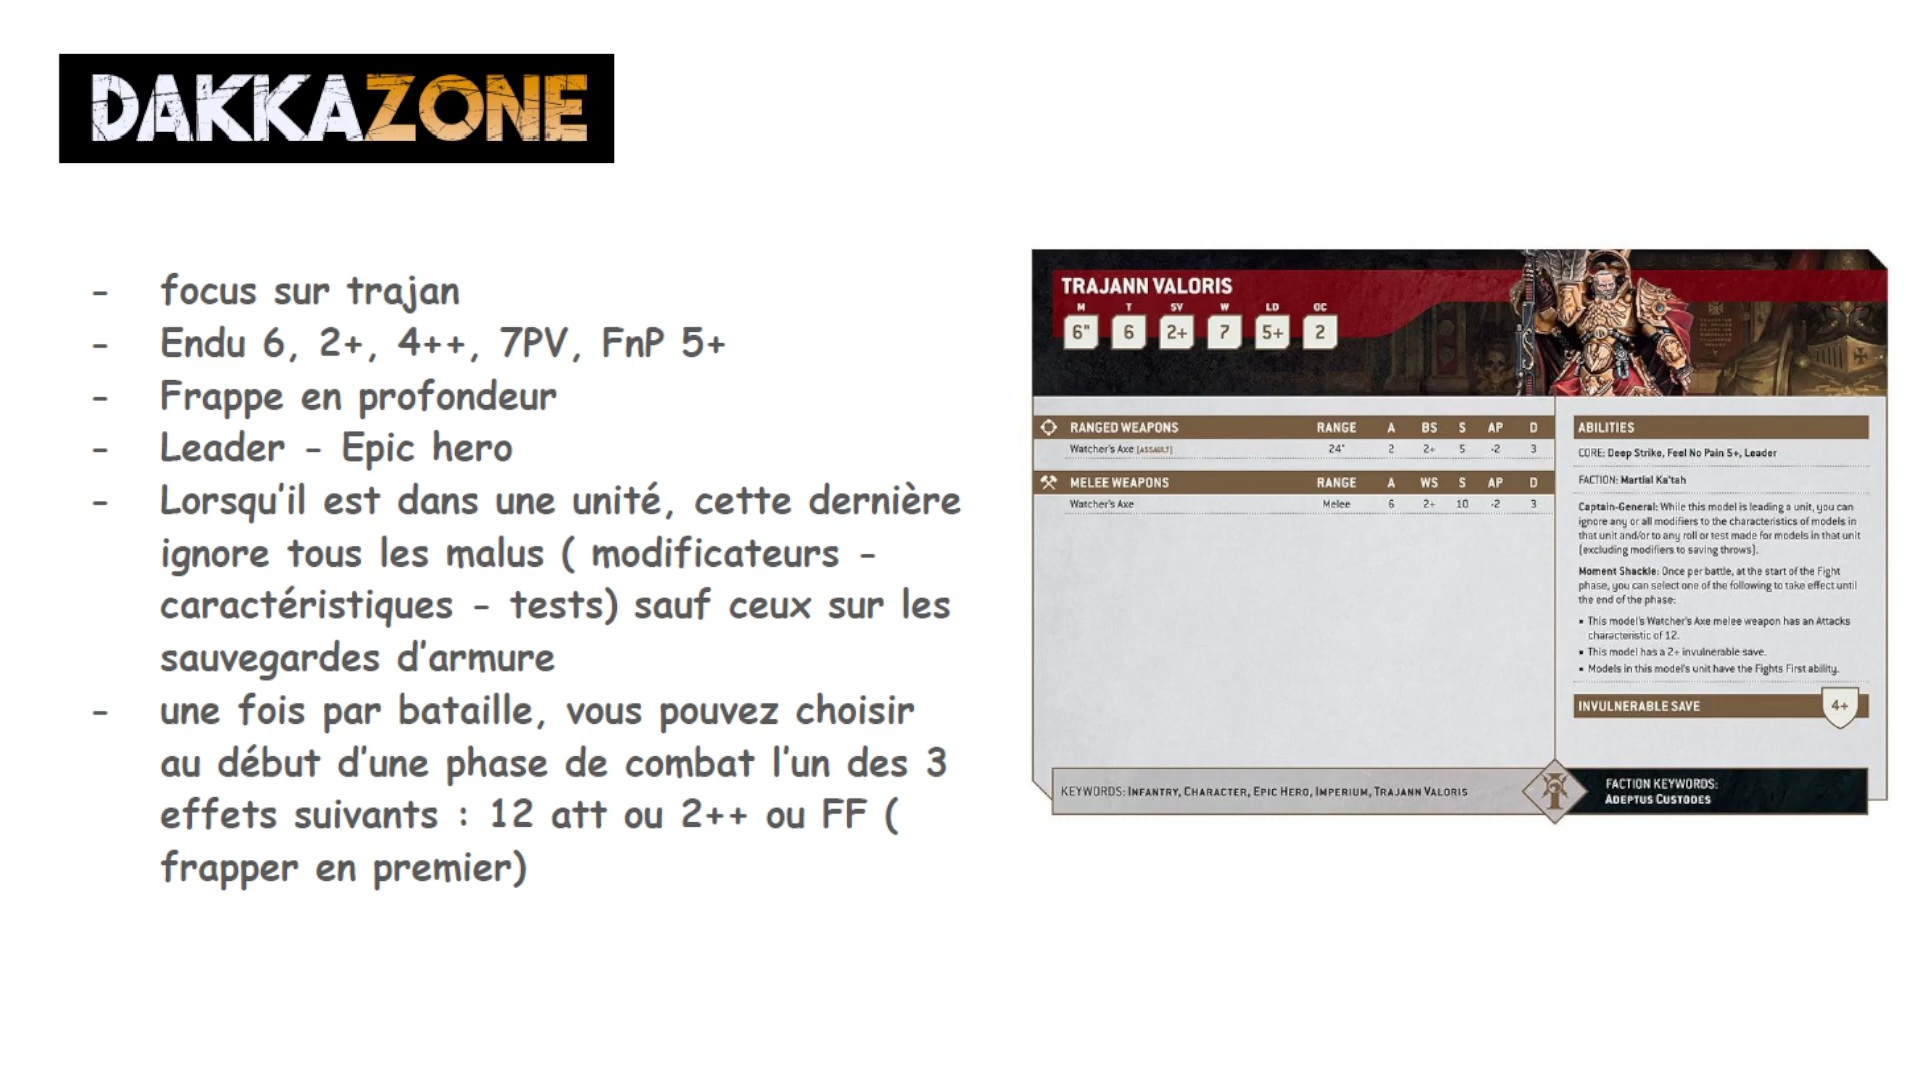 DAKKAZONE
- focus sur trajan
- Endu 6, 2+, 4++, 7PV, FnP 5+
- Frappe en profondeur
- Leader - Epic hero
- Lorsqu'il est dans une unité, cette dernière
ignore tous les malus ( modificateurs -
caractéristiques - tests) sauf ceux sur les
sauvegardes d'armure
- une fois par bataille, vous pouvez choisir
au début d'une phase de combat l'un des 3
effets suivants : 12 att ou 2++ ou FF (
frapper en premier)
TRAJANN VALORIS
M T SV W LD OC
6" 6 2+ 7 5+ 2
RANGED WEAPONS RANGE A BS S AP D
Watcher's Axe [ASSAULT] 24" 2 2+ 5 -2 3
MELEE WEAPONS RANGE A WS S AP D
Watcher's Axe Melee 6 2+ 10 -2 3
ABILITIES
CORE: Deep Strike, Feel No Pain 5+, Leader
FACTION: Martial Ka'tah
Captain-General: While this model is leading a unit, you can
ignore any or all modifiers to the characteristics of models in
that unit and/or to any roll or test made for models in that unit
(excluding modifiers to saving throws).
Moment Shackle: Once per battle, at the start of the Fight
phase, you can select one of the following to take effect until
the end of the phase:
▪ This model's Watcher's Axe melee weapon has an Attacks
characteristic of 12.
▪ This model has a 2+ invulnerable save.
▪ Models in this model's unit have the Fights First ability.
INVULNERABLE SAVE 4+
KEYWORDS: INFANTRY, CHARACTER, EPIC HERO, IMPERIUM, TRAJANN VALORIS
FACTION KEYWORDS:
ADEPTUS CUSTODES